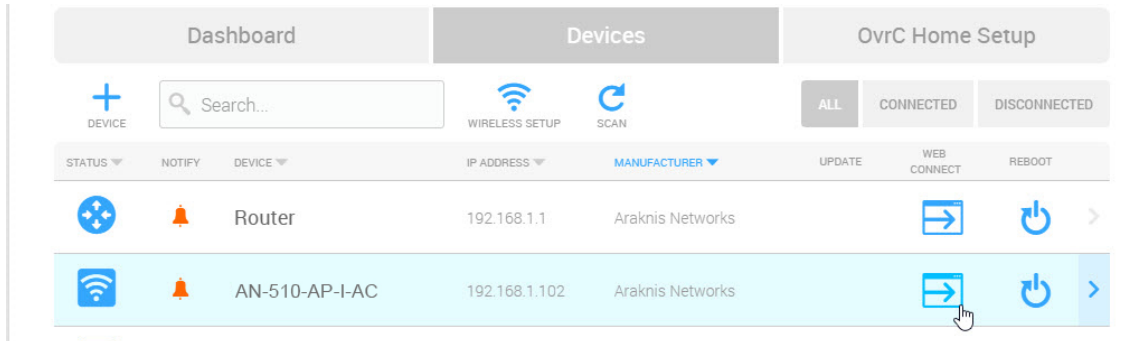 Dashboard Devices OvrC Home Setup
DEVICE Search... WIRELESS SETUP SCAN ALL CONNECTED DISCONNECTED
STATUS NOTIFY DEVICE IP ADDRESS MANUFACTURER UPDATE WEB CONNECT REBOOT
Router 192.168.1.1 Araknis Networks
AN-510-AP-I-AC 192.168.1.102 Araknis Networks